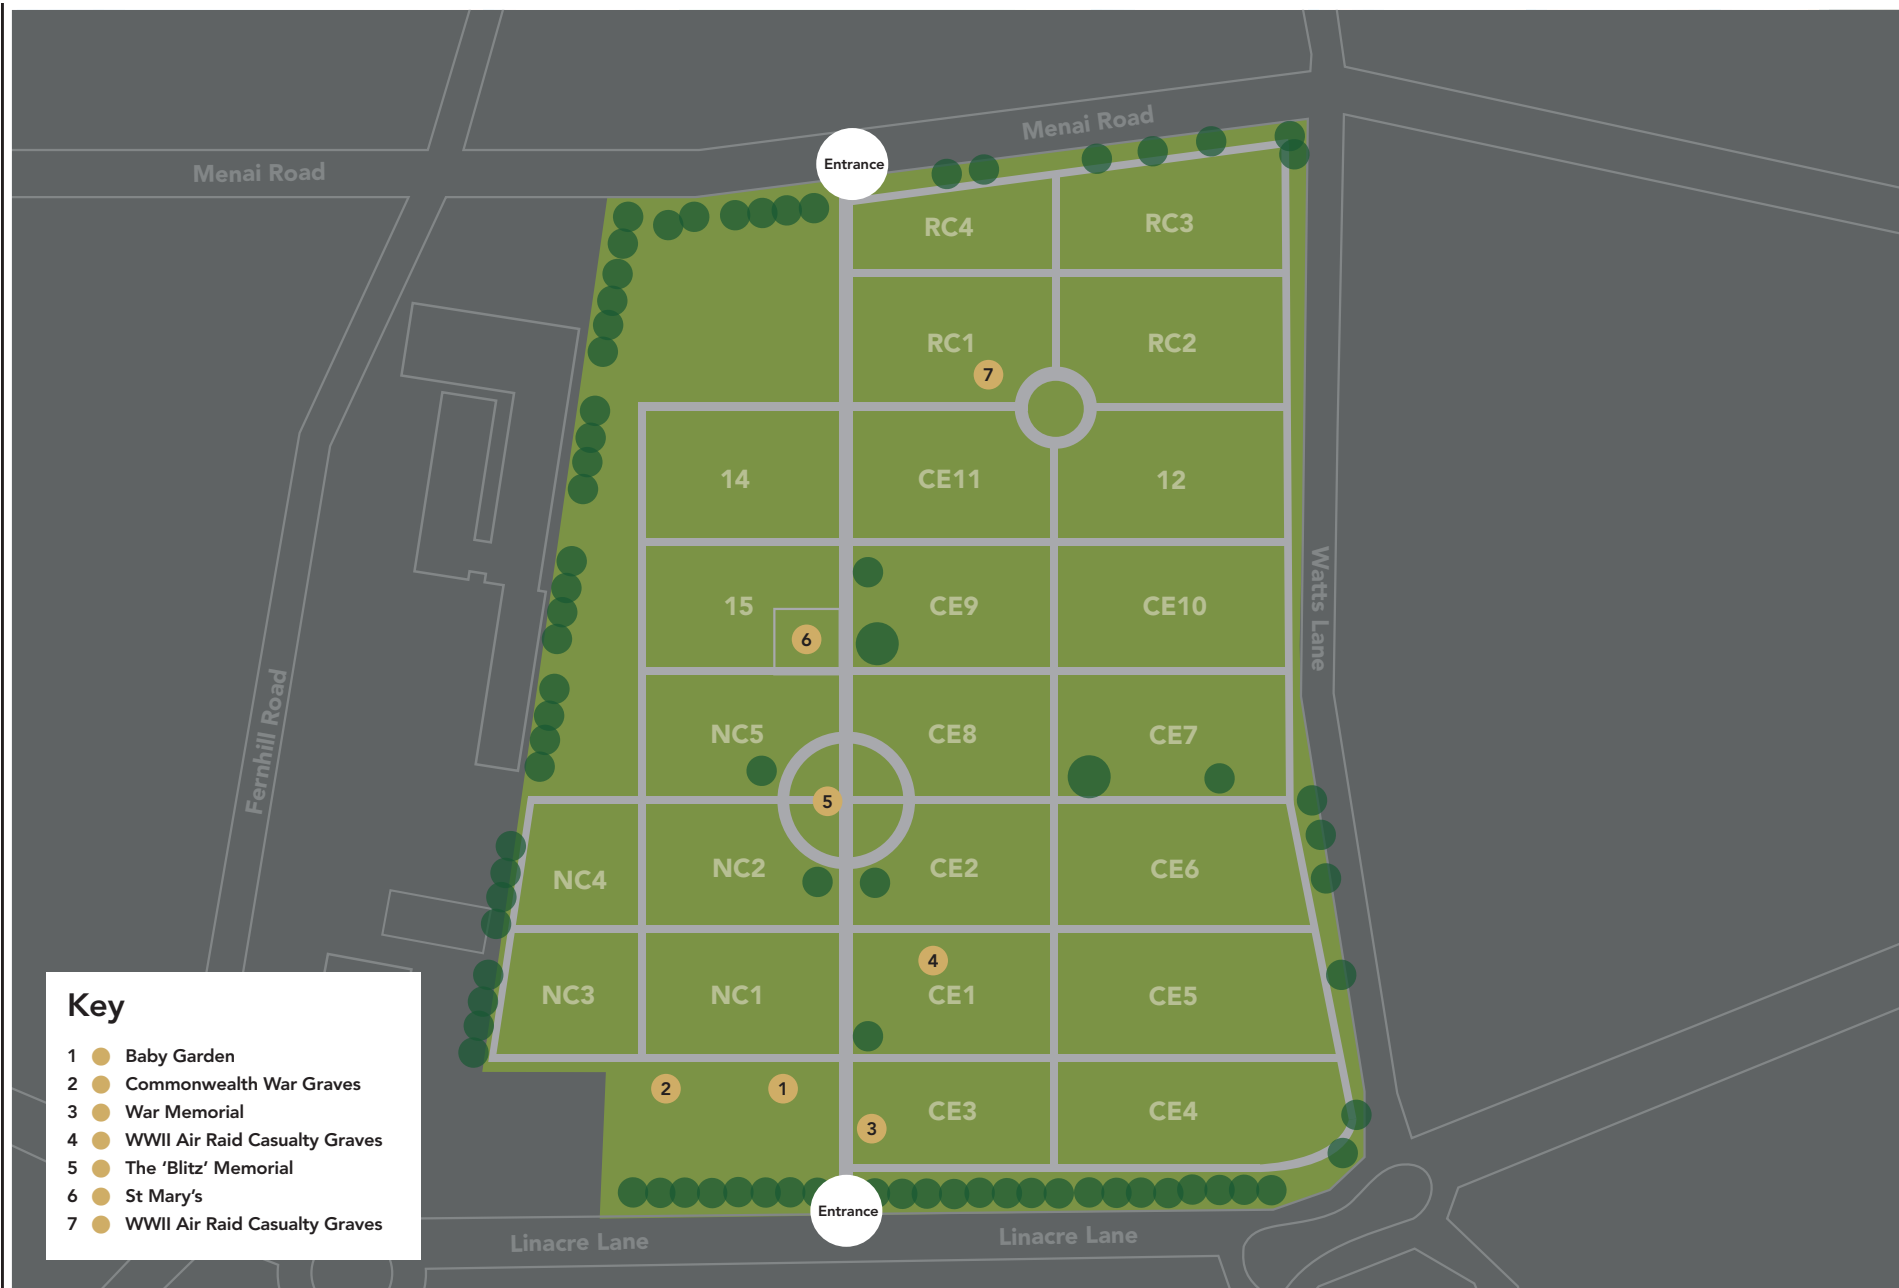 Menai Road
Menai Road
Entrance
RC4
RC3
RC1
RC2
7
14
CE11
12
15
CE9
CE10
6
Watts Lane
NC5
CE8
CE7
Fernhill Road
5
NC4
NC2
CE2
CE6
4
NC3
NC1
CE1
CE5
2
1
3
CE3
CE4
Entrance
Linacre Lane
Linacre Lane
Key
1 Baby Garden
2 Commonwealth War Graves
3 War Memorial
4 WWII Air Raid Casualty Graves
5 The ‘Blitz’ Memorial
6 St Mary’s
7 WWII Air Raid Casualty Graves